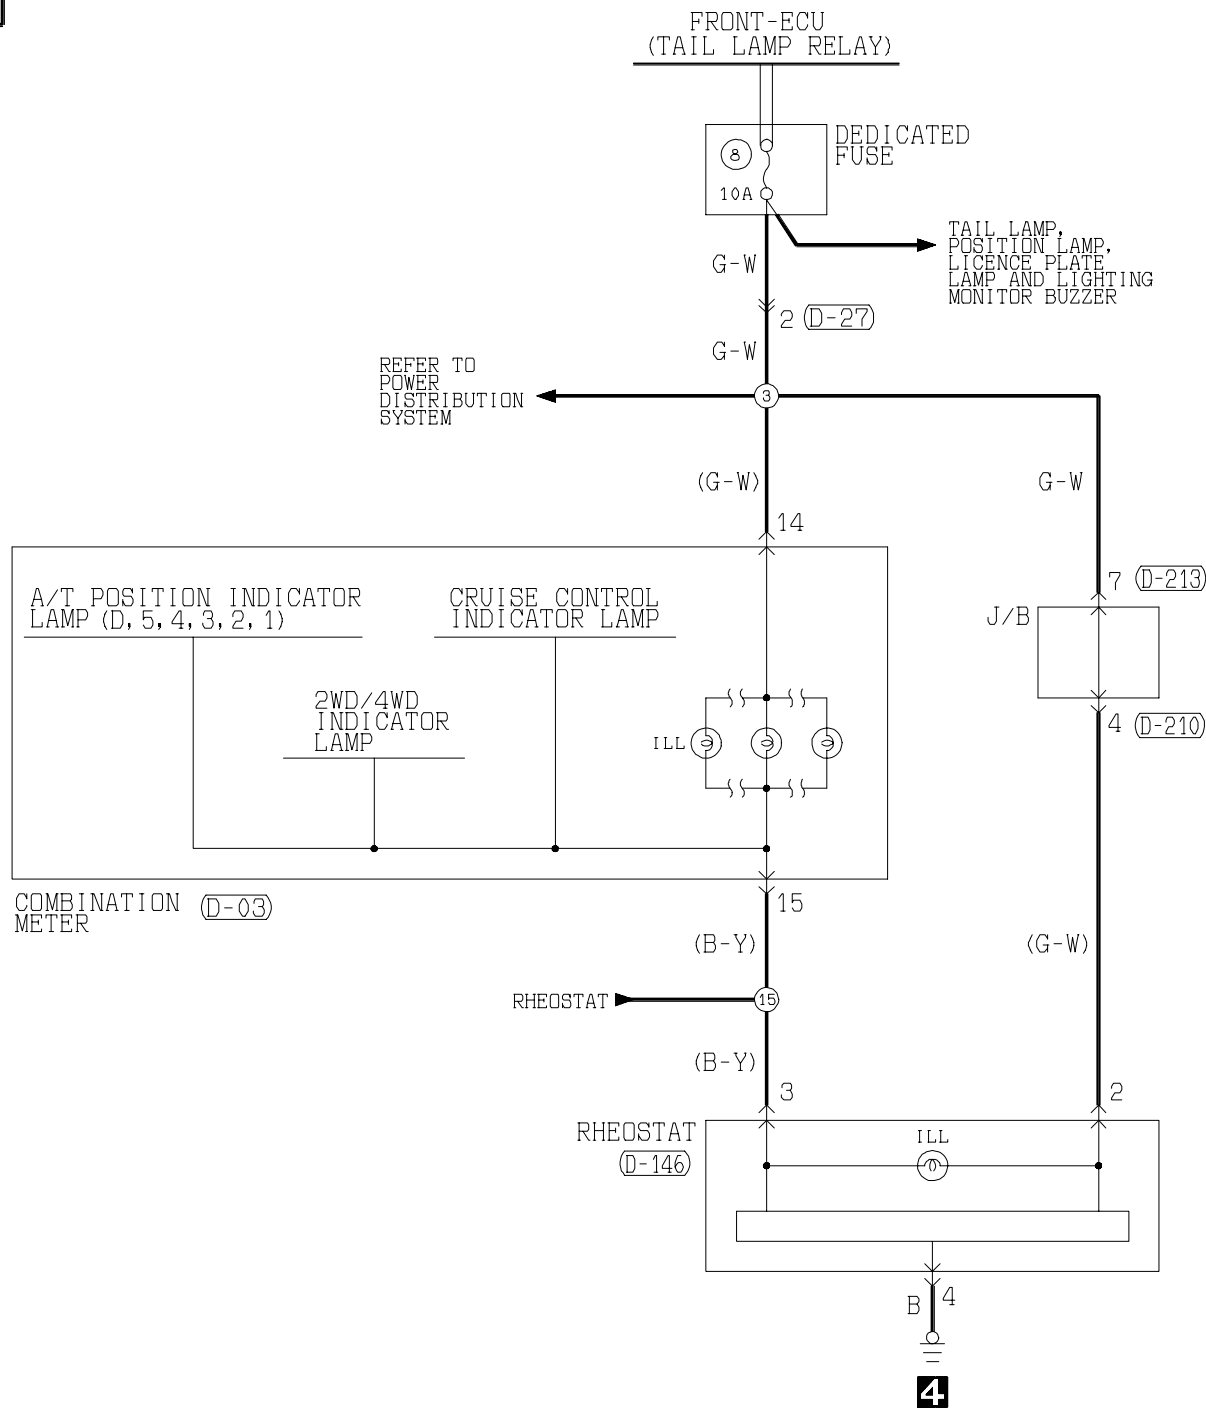 FRONT-ECU
(TAIL LAMP RELAY)
DEDICATED
FUSE
8
10A
TAIL LAMP,
POSITION LAMP,
LICENCE PLATE
LAMP AND LIGHTING
MONITOR BUZZER
G-W
2 (D-27)
G-W
REFER TO
POWER
DISTRIBUTION
SYSTEM
3
(G-W)
G-W
14
7 (D-213)
J/B
4 (D-210)
A/T POSITION INDICATOR
LAMP (D,5,4,3,2,1)
CRUISE CONTROL
INDICATOR LAMP
2WD/4WD
INDICATOR
LAMP
ILL
COMBINATION
METER
(D-03)
15
(B-Y)
(G-W)
RHEOSTAT
15
(B-Y)
3
2
RHEOSTAT
(D-146)
ILL
B
4
4